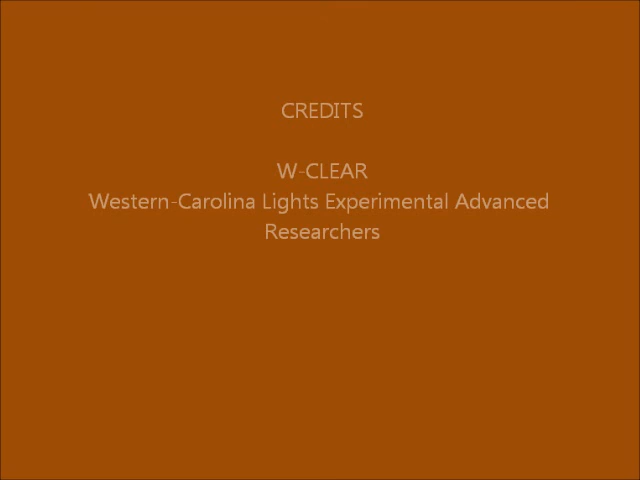 CREDITS
W-CLEAR
Western-Carolina Lights Experimental Advanced
Researchers